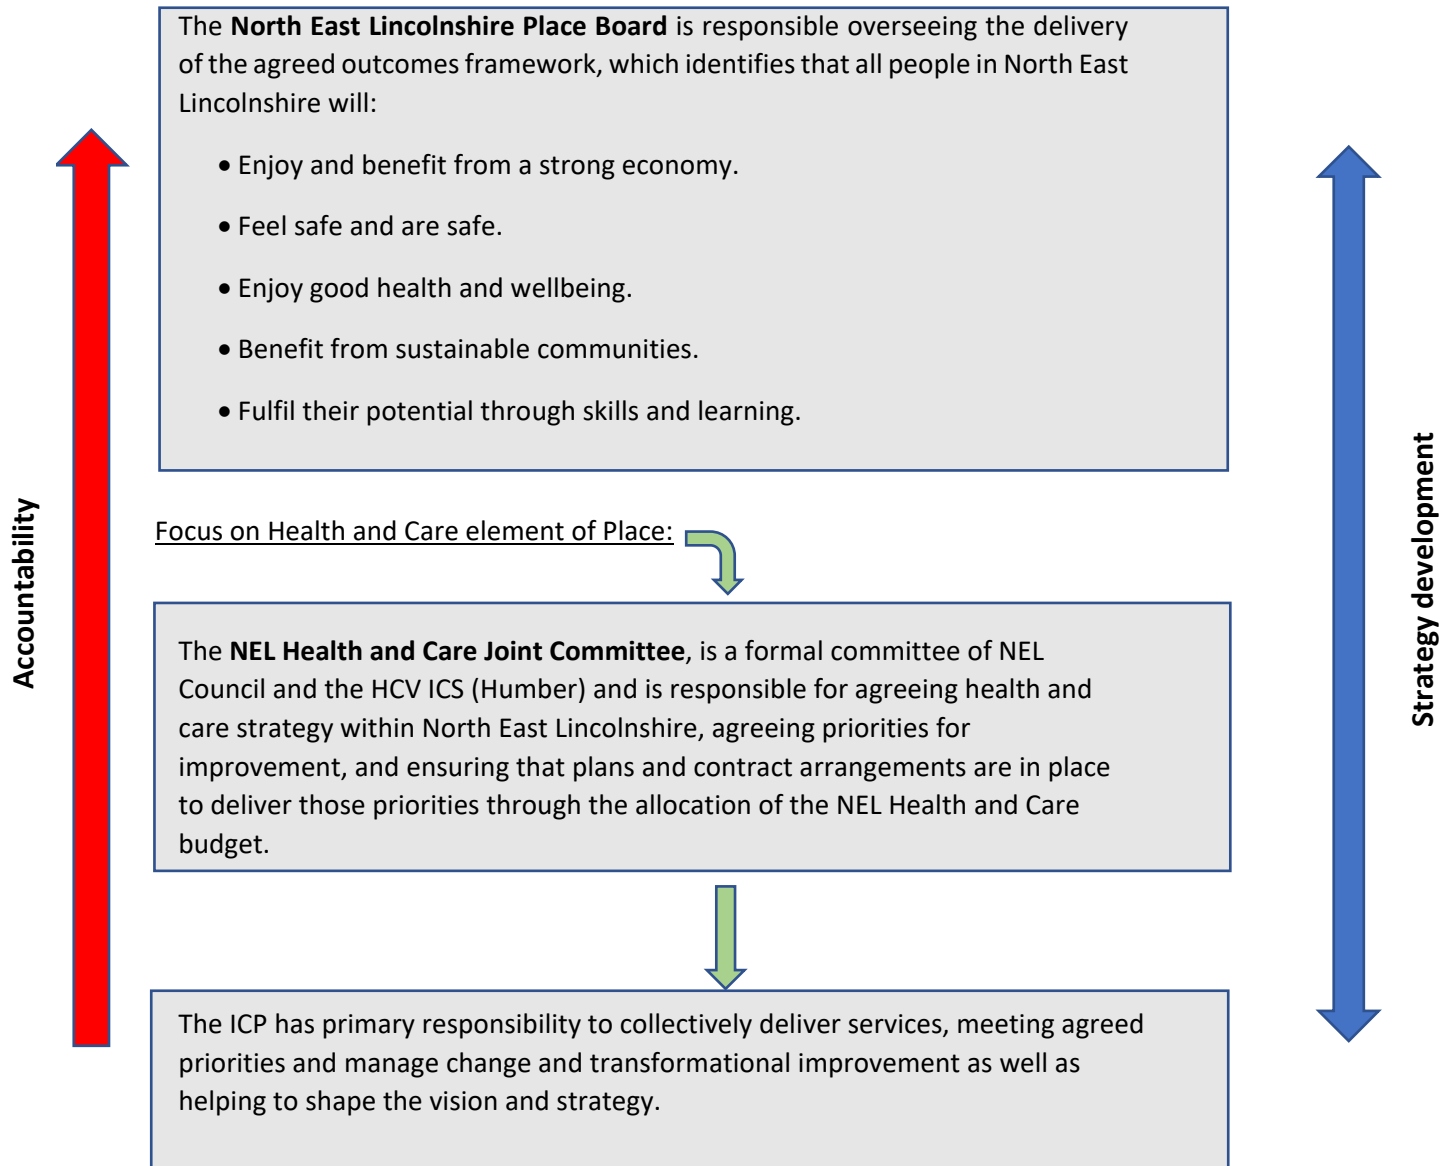 The North East Lincolnshire Place Board is responsible overseeing the delivery
of the agreed outcomes framework, which identifies that all people in North East
Lincolnshire will:
• Enjoy and benefit from a strong economy.
• Feel safe and are safe.
• Enjoy good health and wellbeing.
• Benefit from sustainable communities.
• Fulfil their potential through skills and learning.
Accountability
Strategy development
Focus on Health and Care element of Place:
The NEL Health and Care Joint Committee, is a formal committee of NEL
Council and the HCV ICS (Humber) and is responsible for agreeing health and
care strategy within North East Lincolnshire, agreeing priorities for
improvement, and ensuring that plans and contract arrangements are in place
to deliver those priorities through the allocation of the NEL Health and Care
budget.
The ICP has primary responsibility to collectively deliver services, meeting agreed
priorities and manage change and transformational improvement as well as
helping to shape the vision and strategy.